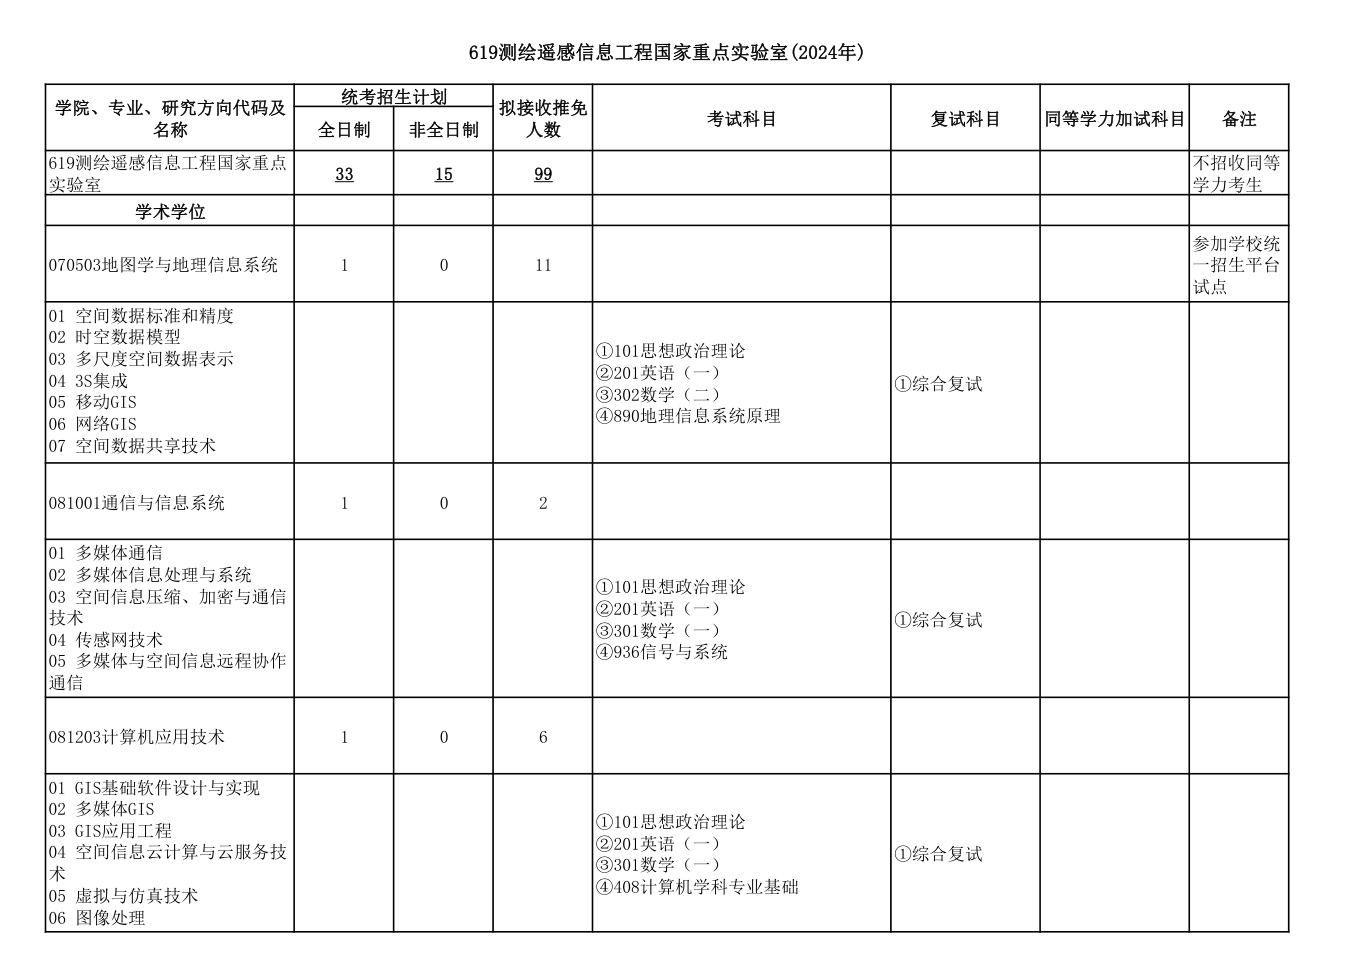 619测绘遥感信息工程国家重点实验室(2024年)
学院、专业、研究方向代码及
名称
统考招生计划
全日制
非全日制
拟接收推免
人数
考试科目
复试科目
同等学力加试科目
备注
619测绘遥感信息工程国家重点
实验室
33
15
99
不招收同等
学力考生
学术学位
070503地图学与地理信息系统
1
0
11
参加学校统
一招生平台
试点
01 空间数据标准和精度
02 时空数据模型
03 多尺度空间数据表示
04 3S集成
05 移动GIS
06 网络GIS
07 空间数据共享技术
①101思想政治理论
②201英语（一）
③302数学（二）
④890地理信息系统原理
①综合复试
081001通信与信息系统
1
0
2
01 多媒体通信
02 多媒体信息处理与系统
03 空间信息压缩、加密与通信
技术
04 传感网技术
05 多媒体与空间信息远程协作
通信
①101思想政治理论
②201英语（一）
③301数学（一）
④936信号与系统
①综合复试
081203计算机应用技术
1
0
6
01 GIS基础软件设计与实现
02 多媒体GIS
03 GIS应用工程
04 空间信息云计算与云服务技
术
05 虚拟与仿真技术
06 图像处理
①101思想政治理论
②201英语（一）
③301数学（一）
④408计算机学科专业基础
①综合复试